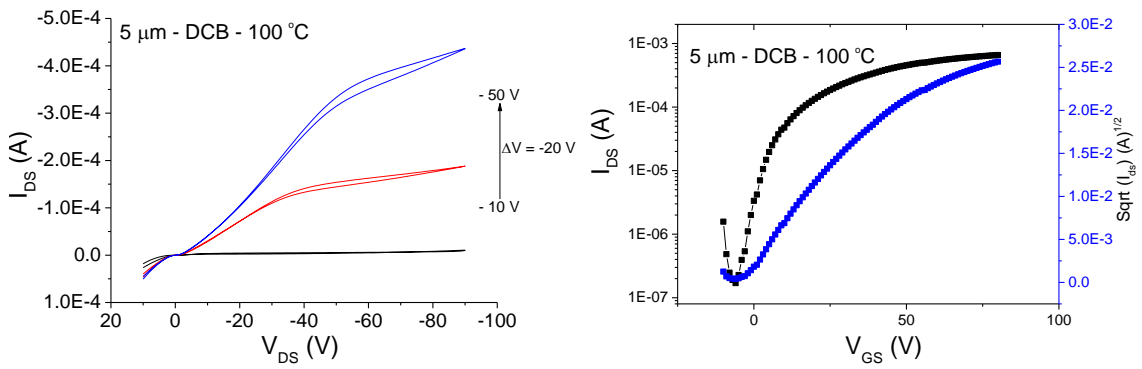 -5.0E-4
-4.0E-4
-3.0E-4
-2.0E-4
-1.0E-4
0.0
1.0E-4
I_DS (A)
5 µm - DCB - 100 °C
- 50 V
ΔV = -20 V
- 10 V
20 0 -20 -40 -60 -80 -100
V_DS (V)
1E-03
1E-04
1E-05
1E-06
1E-07
I_DS (A)
5 µm - DCB - 100 °C
3.0E-2
2.5E-2
2.0E-2
1.5E-2
1.0E-2
5.0E-3
0.0
Sqrt (I_ds) (A)^1/2
0 50 100
V_GS (V)